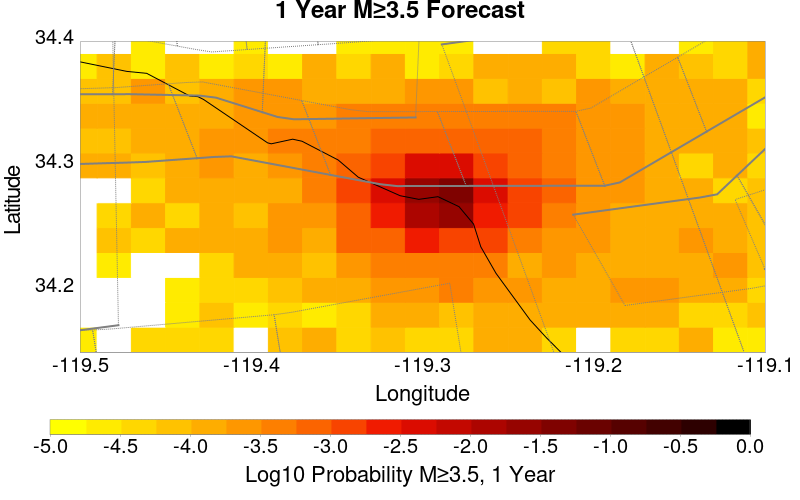 1 Year M≥3.5 Forecast
34.4
34.3
34.2
Latitude
-119.5 -119.4 -119.3 -119.2 -119.1
Longitude
-5.0 -4.5 -4.0 -3.5 -3.0 -2.5 -2.0 -1.5 -1.0 -0.5 0.0
Log10 Probability M≥3.5, 1 Year